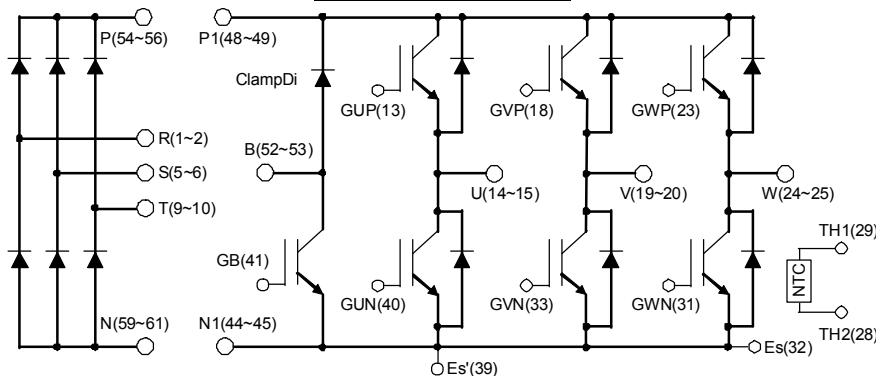 P(54~56)
P1(48~49)
ClampDi
GUP(13)
GVP(18)
GWP(23)
R(1~2)
B(52~53)
S(5~6)
U(14~15)
V(19~20)
W(24~25)
T(9~10)
TH1(29)
GB(41)
NTC
GUN(40)
GVN(33)
GWN(31)
N(59~61)
N1(44~45)
TH2(28)
Es(32)
Es'(39)